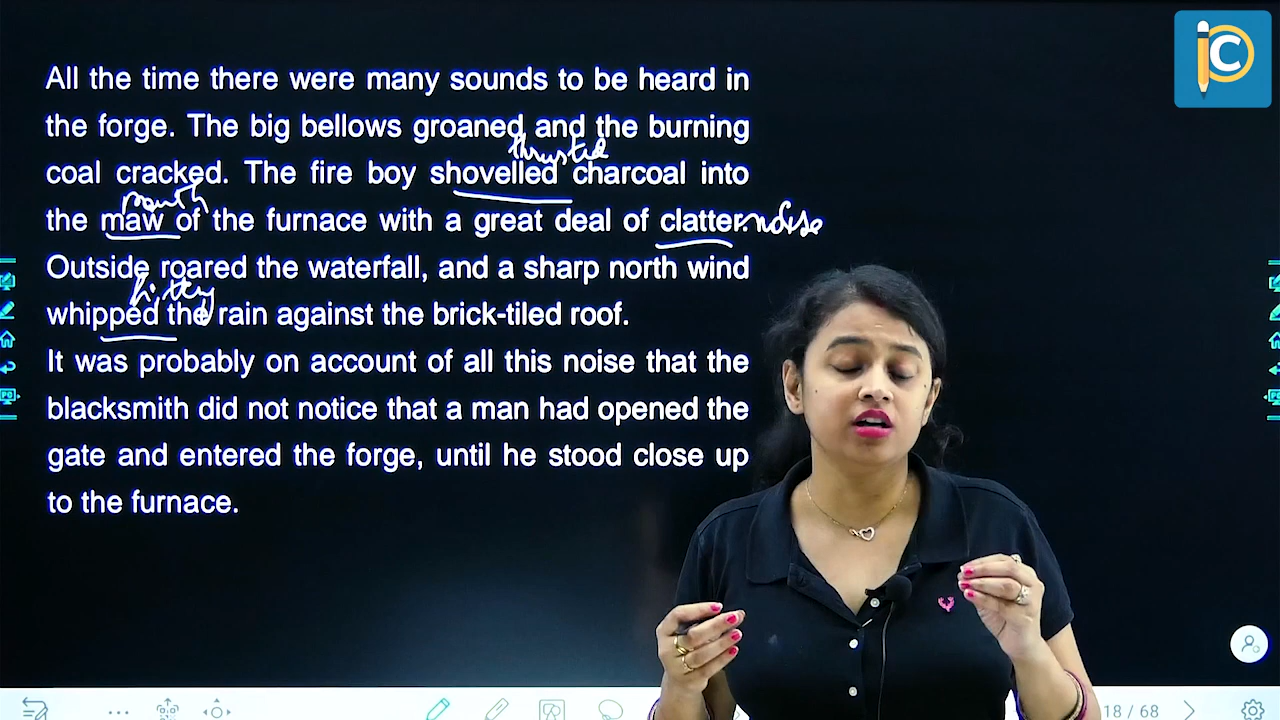 All the time there were many sounds to be heard in
the forge. The big bellows groaned and the burning
thrusted
coal cracked. The fire boy shovelled charcoal into
mouth
the maw of the furnace with a great deal of clatter. noise
Outside roared the waterfall, and a sharp north wind
whipped the rain against the brick-tiled roof.
It was probably on account of all this noise that the
blacksmith did not notice that a man had opened the
gate and entered the forge, until he stood close up
to the furnace.
18 / 68